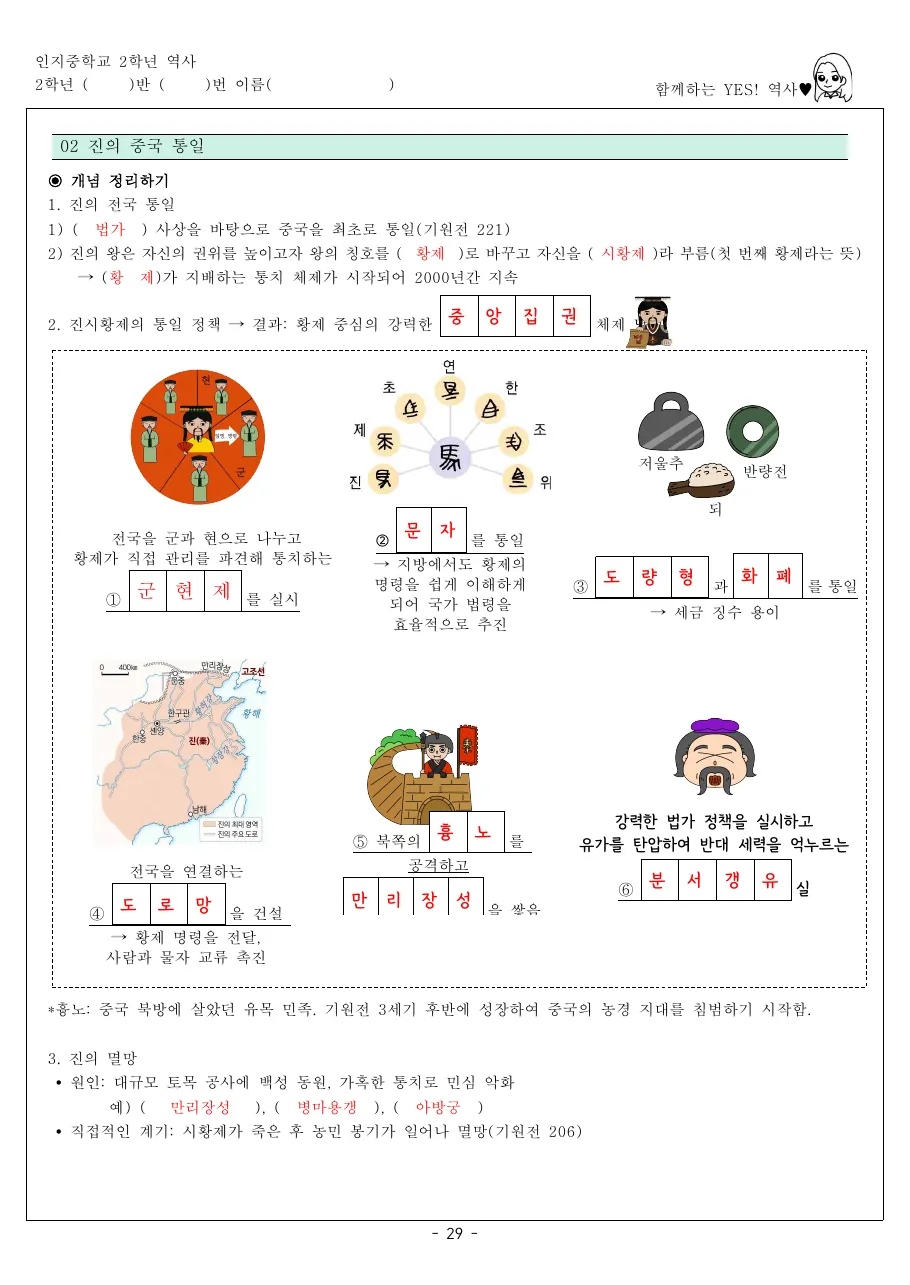 인지중학교 2학년 역사
2학년 ( )반 ( )번 이름( )
함께하는 YES! 역사♥
02 진의 중국 통일
◉ 개념 정리하기
1. 진의 전국 통일
1) ( 법가 ) 사상을 바탕으로 중국을 최초로 통일(기원전 221)
2) 진의 왕은 자신의 권위를 높이고자 왕의 칭호를 ( 황제 )로 바꾸고 자신을 ( 시황제 )라 부름(첫 번째 황제라는 뜻)
→ (황 제)가 지배하는 통치 체제가 시작되어 2000년간 지속
2. 진시황제의 통일 정책 → 결과: 황제 중심의 강력한 중 앙 집 권 체제
현
군
연
초 한
제 조
진 위
馬
저울추
반량전
되
전국을 군과 현으로 나누고
황제가 직접 관리를 파견해 통치하는
① 군 현 제 를 실시
② 문 자 를 통일
→ 지방에서도 황제의
명령을 쉽게 이해하게
되어 국가 법령을
효율적으로 추진
③ 도 량 형 과 화 폐 를 통일
→ 세금 징수 용이
0 400㎞
만리장성
고조선
운중
황허강
황해
한구관
셴양
한중
진(秦)
창장강
남해
진의 최대 영역
진의 주요 도로
전국을 연결하는
④ 도 로 망 을 건설
→ 황제 명령을 전달,
사람과 물자 교류 촉진
⑤ 북쪽의 흉 노 를
공격하고
만 리 장 성 을 쌓음
강력한 법가 정책을 실시하고
유가를 탄압하여 반대 세력을 억누르는
⑥ 분 서 갱 유 실
*흉노: 중국 북방에 살았던 유목 민족. 기원전 3세기 후반에 성장하여 중국의 농경 지대를 침범하기 시작함.
3. 진의 멸망
• 원인: 대규모 토목 공사에 백성 동원, 가혹한 통치로 민심 악화
예) ( 만리장성 ), ( 병마용갱 ), ( 아방궁 )
• 직접적인 계기: 시황제가 죽은 후 농민 봉기가 일어나 멸망(기원전 206)
- 29 -